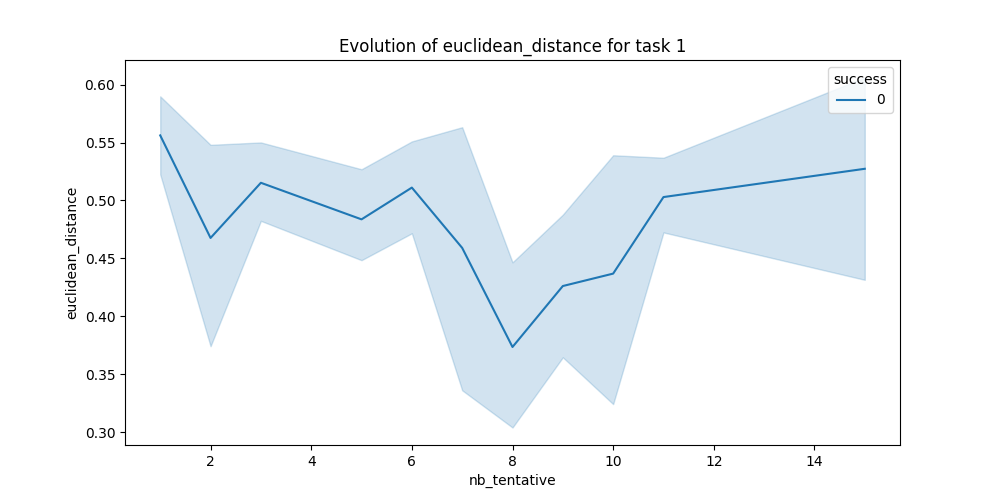 Evolution of euclidean_distance for task 1
success
0
0.60
0.55
0.50
0.45
0.40
0.35
0.30
euclidean_distance
2 4 6 8 10 12 14
nb_tentative